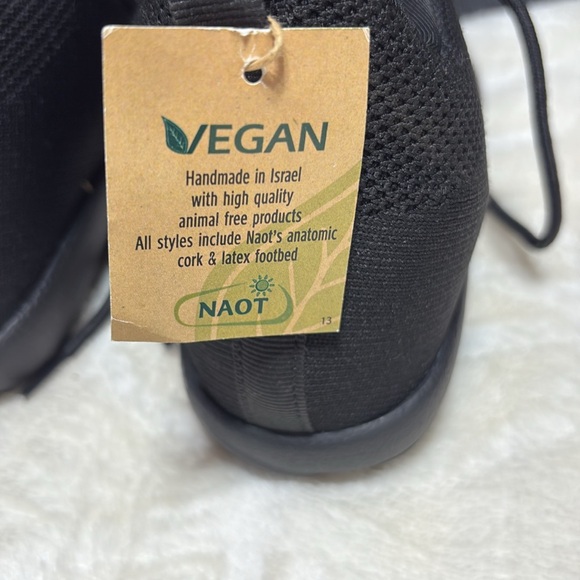 VEGAN
Handmade in Israel
with high quality
animal free products
All styles include Naot's anatomic
cork & latex footbed
NAOT
13